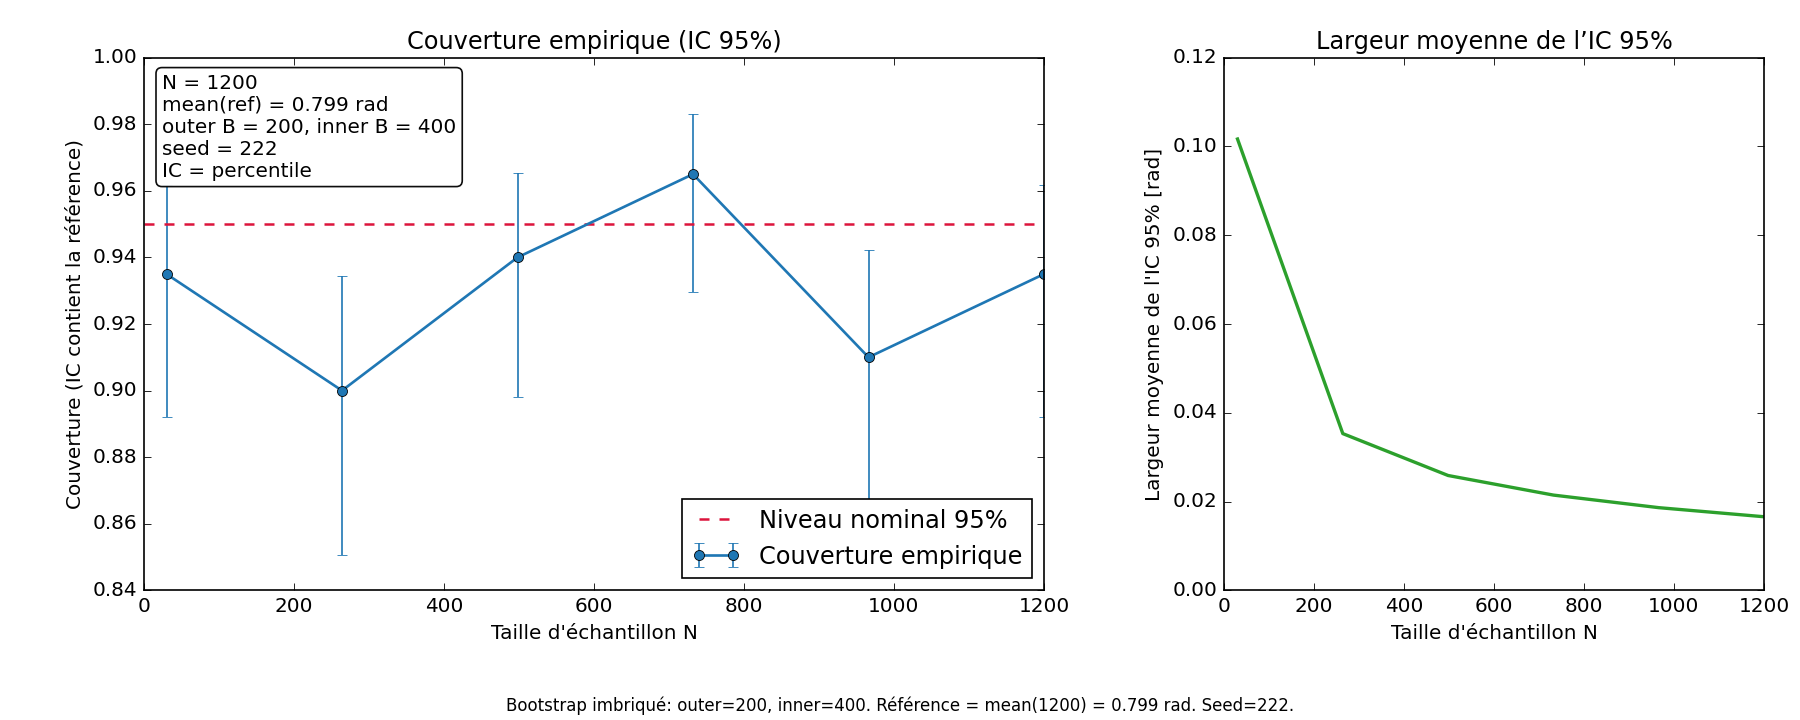 Couverture empirique (IC 95%)
1.00
0.98
0.96
0.94
0.92
0.90
0.88
0.86
0.84
Couverture (IC contient la référence)
N = 1200
mean(ref) = 0.799 rad
outer B = 200, inner B = 400
seed = 222
IC = percentile
Niveau nominal 95%
Couverture empirique
0 200 400 600 800 1000 1200
Taille d'échantillon N
Largeur moyenne de l’IC 95%
0.12
0.10
0.08
0.06
0.04
0.02
0.00
Largeur moyenne de l'IC 95% [rad]
0 200 400 600 800 1000 1200
Taille d'échantillon N
Bootstrap imbriqué: outer=200, inner=400. Référence = mean(1200) = 0.799 rad. Seed=222.